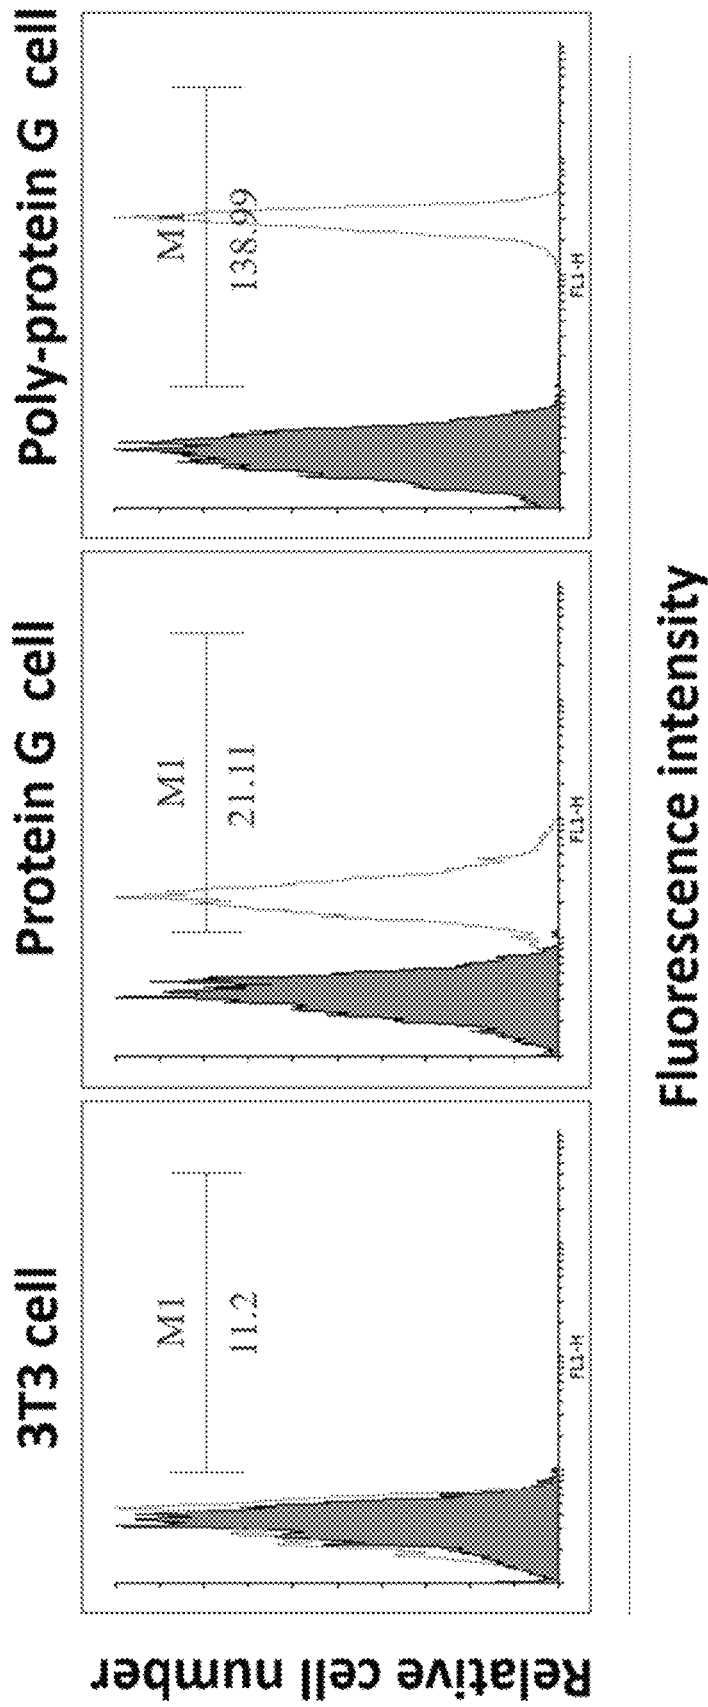 3T3 cell
Protein G cell
Poly-protein G cell
M1
11.2
FL1-H
M1
21.11
FL1-H
M1
138.99
FL1-H
Relative cell number
Fluorescence intensity